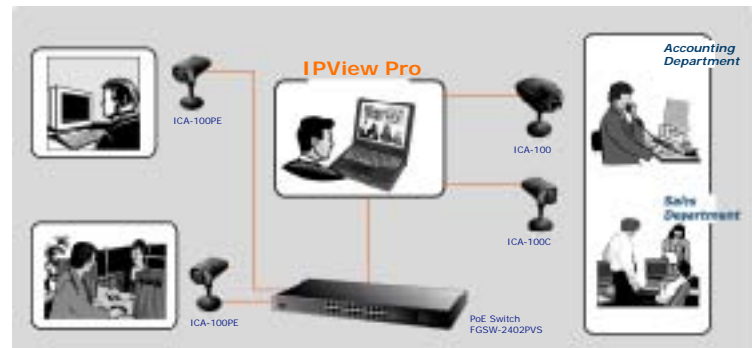 IPView Pro
Accounting
Department
ICA-100PE
ICA-100
Sales
Department
ICA-100C
ICA-100PE
PoE Switch
FGSW-2402PVS